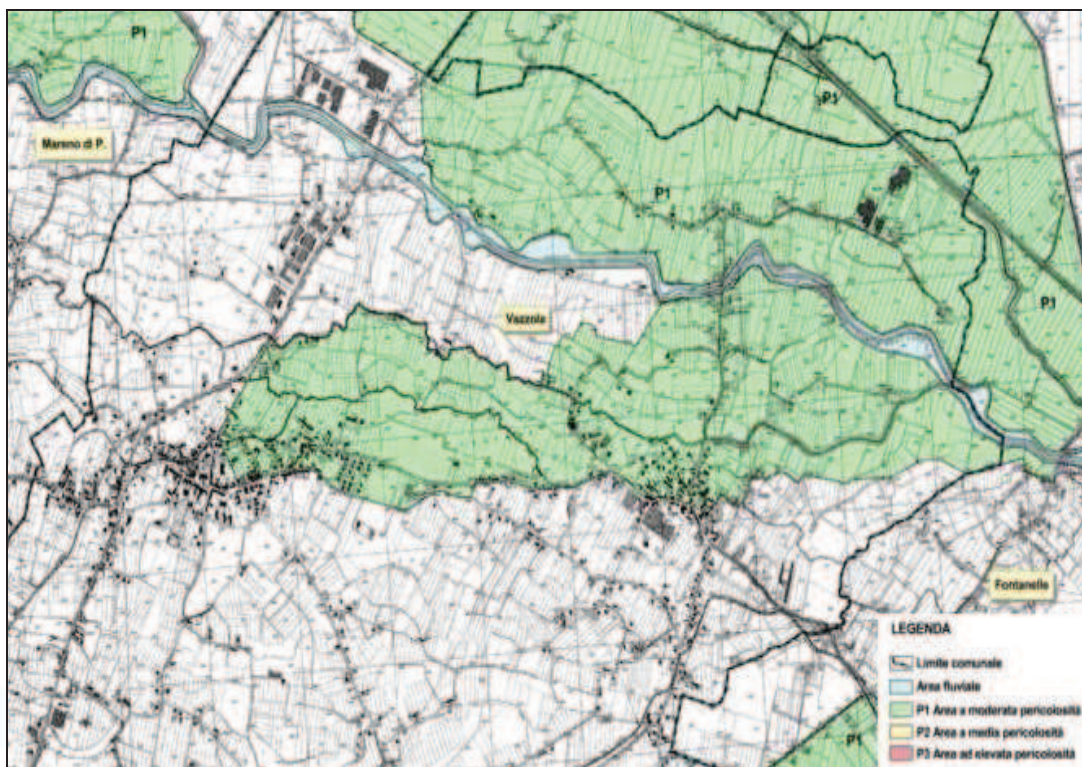 P1
Mareno di P.
P1
P1
P1
Vazzola
Fontanelle
LEGENDA
Limite comunale
Area fluviale
P1 Area a moderata pericolosità
P2 Area a media pericolosità
P3 Area ad elevata pericolosità
P1